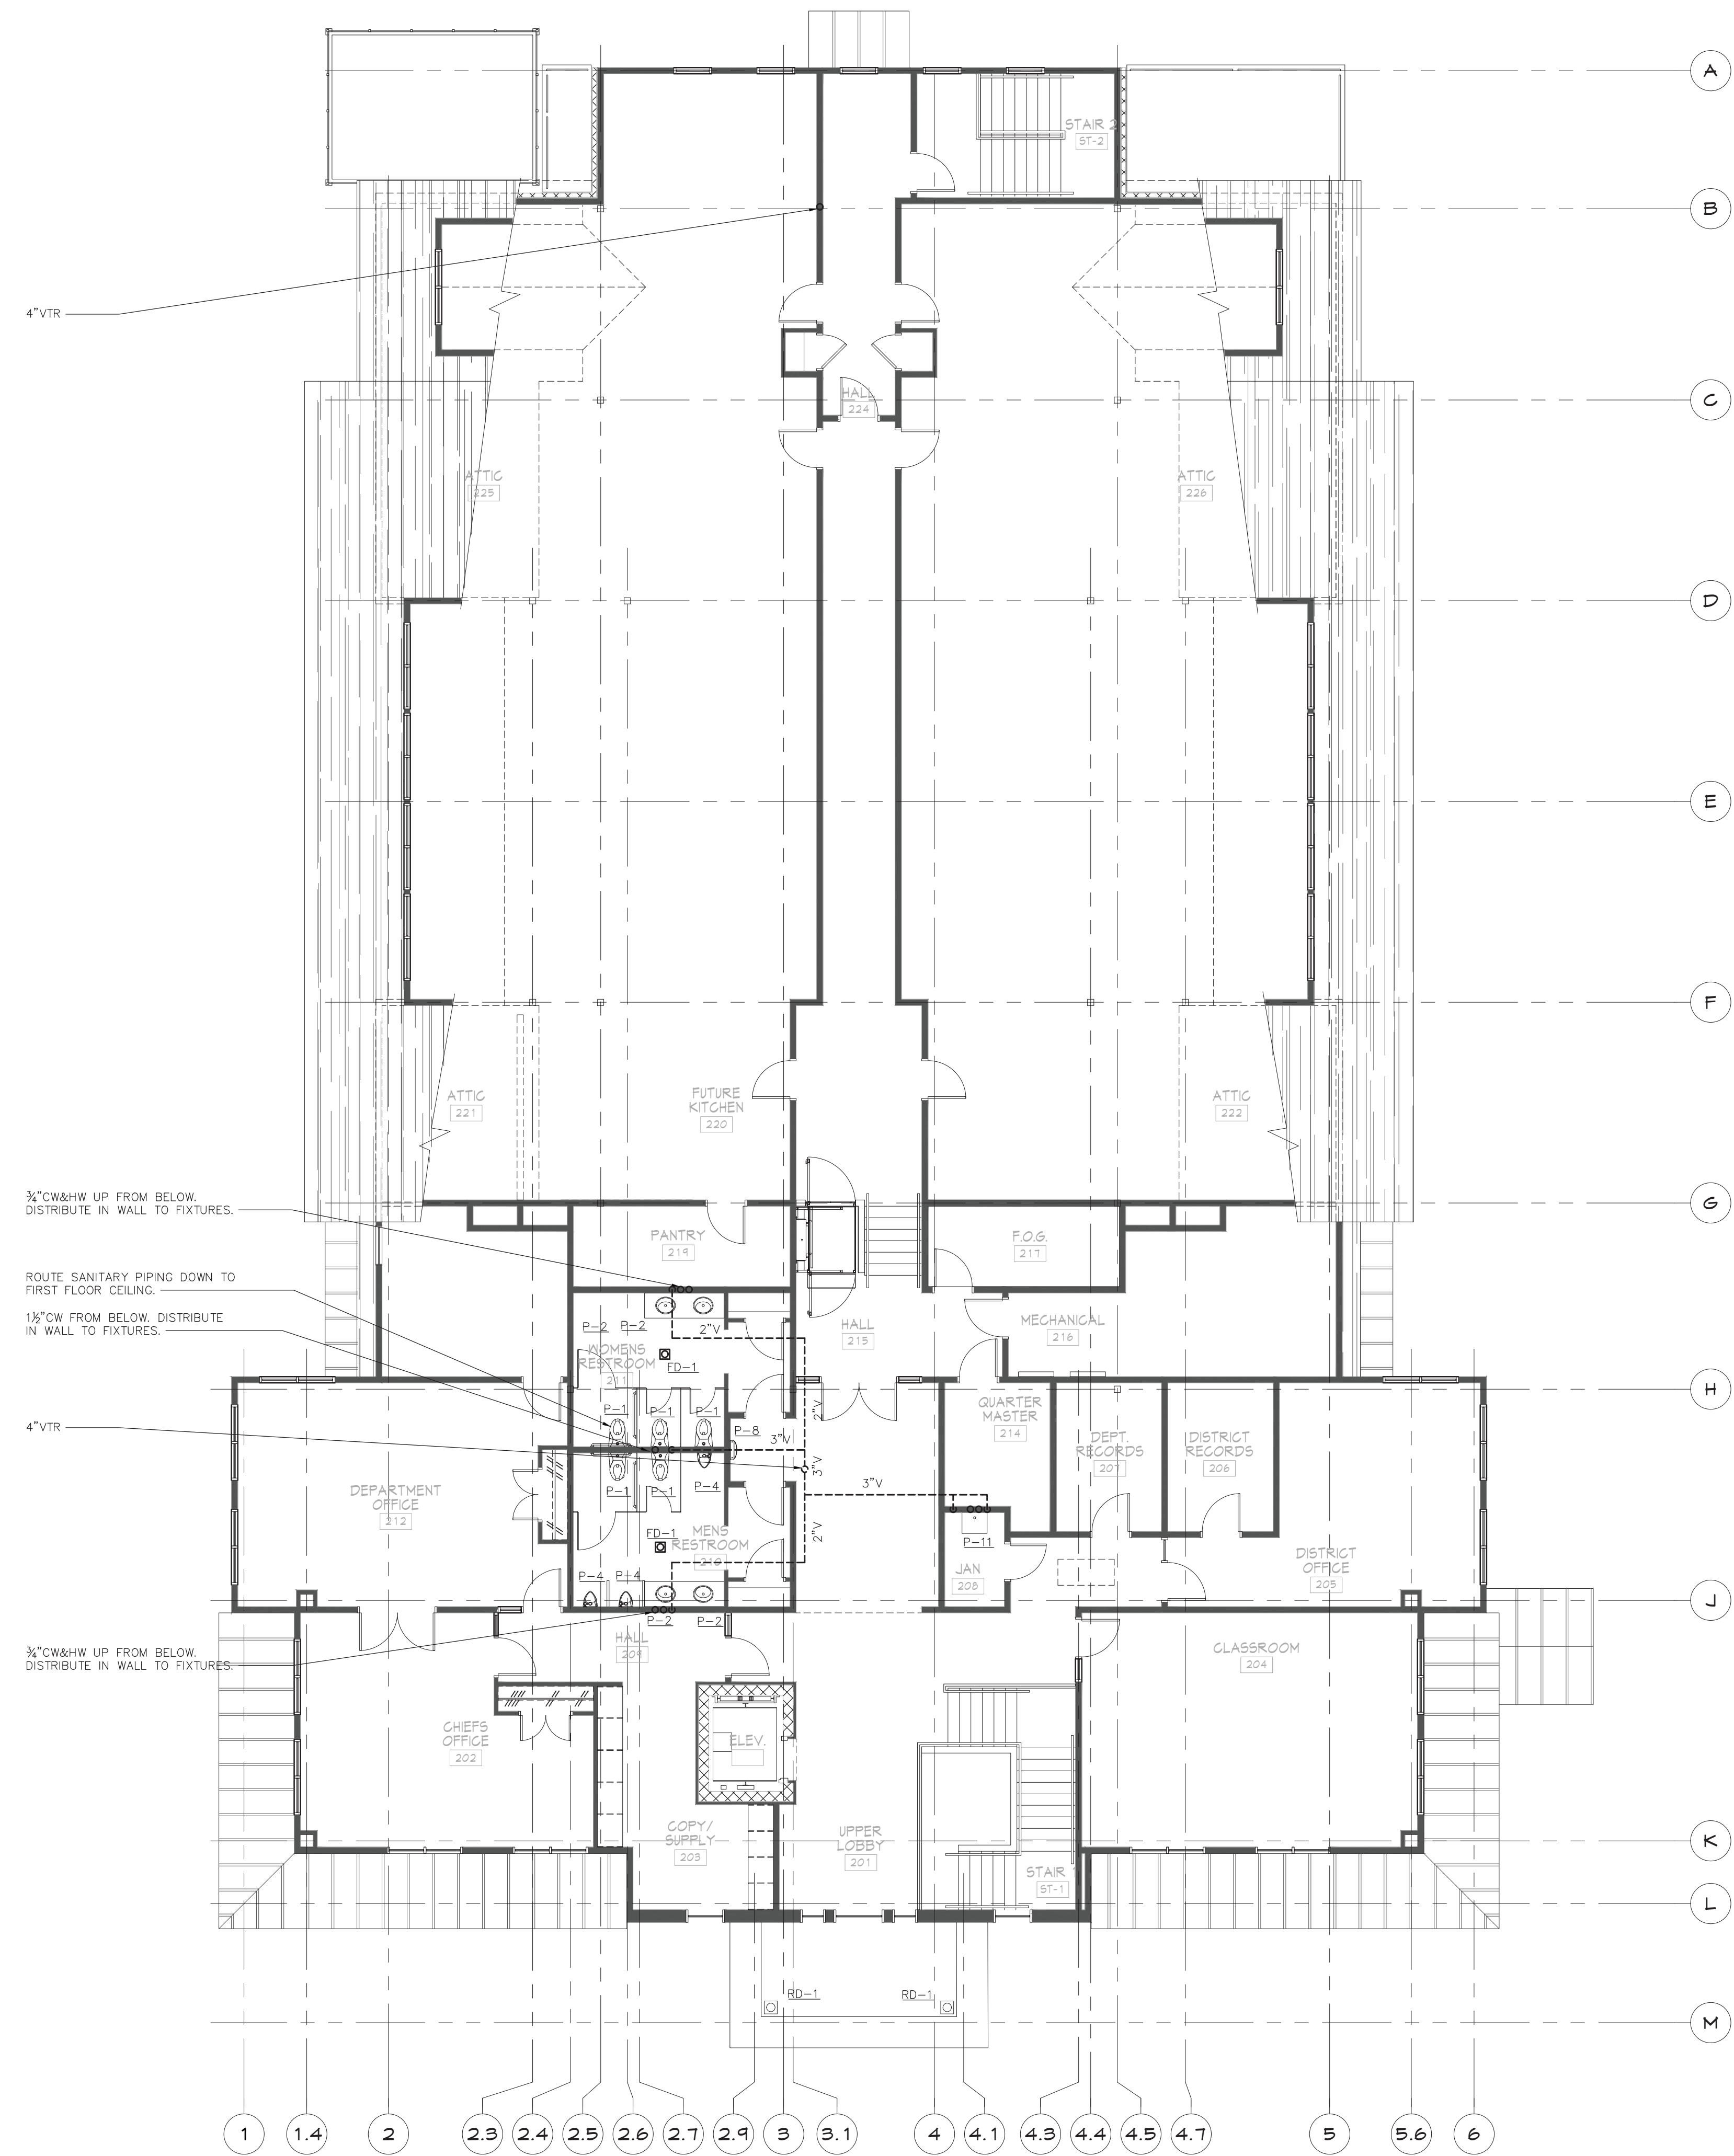 A
STAIR 2
ST-2
B
4"VTR
HALL
224
C
ATTIC
225
ATTIC
226
D
E
F
ATTIC
221
FUTURE
KITCHEN
220
ATTIC
222
¾"CW&HW UP FROM BELOW.
DISTRIBUTE IN WALL TO FIXTURES.
G
PANTRY
219
F.O.G.
217
ROUTE SANITARY PIPING DOWN TO
FIRST FLOOR CEILING.
1½"CW FROM BELOW. DISTRIBUTE
IN WALL TO FIXTURES.
P-2
P-2
2"V
HALL
215
MECHANICAL
216
WOMENS
RESTROOM
211
FD-1
H
QUARTER
MASTER
214
P-1
P-1
P-1
2"V
4"VTR
P-8
3"V
DEPT.
RECORDS
207
DISTRICT
RECORDS
206
3"V
DEPARTMENT
OFFICE
212
P-1
P-1
P-4
3"V
FD-1
MENS
RESTROOM
210
2"V
P-11
JAN
208
DISTRICT
OFFICE
205
P-4
P-4
J
P-2
P-2
HALL
209
¾"CW&HW UP FROM BELOW.
DISTRIBUTE IN WALL TO FIXTURES.
CLASSROOM
204
CHIEFS
OFFICE
202
ELEV.
COPY/
SUPPLY
203
UPPER
LOBBY
201
K
STAIR 1
ST-1
L
RD-1
RD-1
M
1
1.4
2
2.3
2.4
2.5
2.6
2.7
2.9
3
3.1
4
4.1
4.3
4.4
4.5
4.7
5
5.6
6